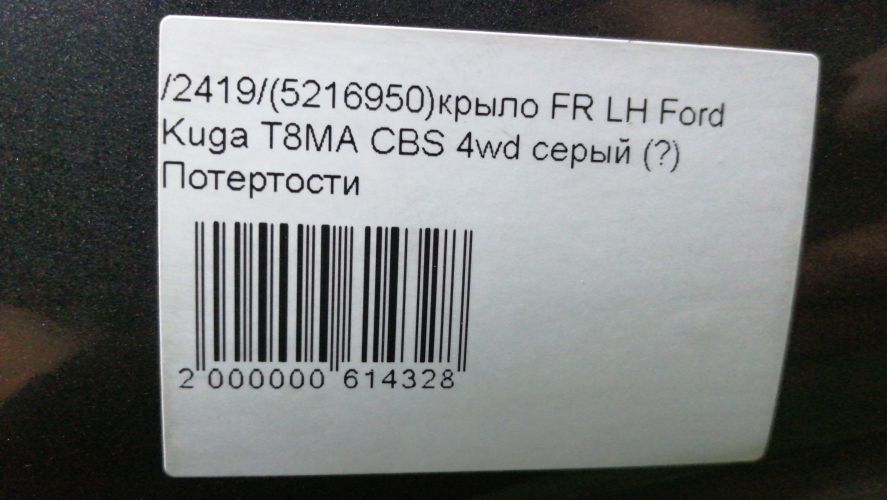 /2419/(5216950)крыло FR LH Ford
Kuga T8MA CBS 4wd серый (?)
Потертости
2 000000 614328